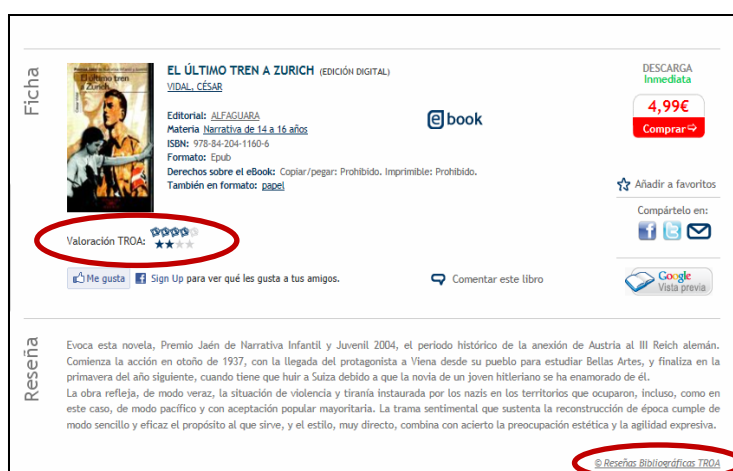 Ficha
El último tren
a Zurich
EL ÚLTIMO TREN A ZURICH (EDICIÓN DIGITAL)
VIDAL, CÉSAR
Editorial: ALFAGUARA
Materia Narrativa de 14 a 16 años
ISBN: 978-84-204-1160-6
Formato: Epub
Derechos sobre el eBook: Copiar/pegar: Prohibido. Imprimible: Prohibido.
También en formato: papel
e book
DESCARGA
Inmediata
4,99€
Comprar
Añadir a favoritos
Compártelo en:
Valoración TROA:
Me gusta
Sign Up para ver qué les gusta a tus amigos.
Comentar este libro
Google
Vista previa
Reseña
Evoca esta novela, Premio Jaén de Narrativa Infantil y Juvenil 2004, el período histórico de la anexión de Austria al III Reich alemán.
Comienza la acción en otoño de 1937, con la llegada del protagonista a Viena desde su pueblo para estudiar Bellas Artes, y finaliza en la
primavera del año siguiente, cuando tiene que huir a Suiza debido a que la novia de un joven hitleriano se ha enamorado de él.
La obra refleja, de modo veraz, la situación de violencia y tiranía instaurada por los nazis en los territorios que ocuparon, incluso, como en
este caso, de modo pacífico y con aceptación popular mayoritaria. La trama sentimental que sustenta la reconstrucción de época cumple de
modo sencillo y eficaz el propósito al que sirve, y el estilo, muy directo, combina con acierto la preocupación estética y la agilidad expresiva.
© Reseñas Bibliográficas TROA